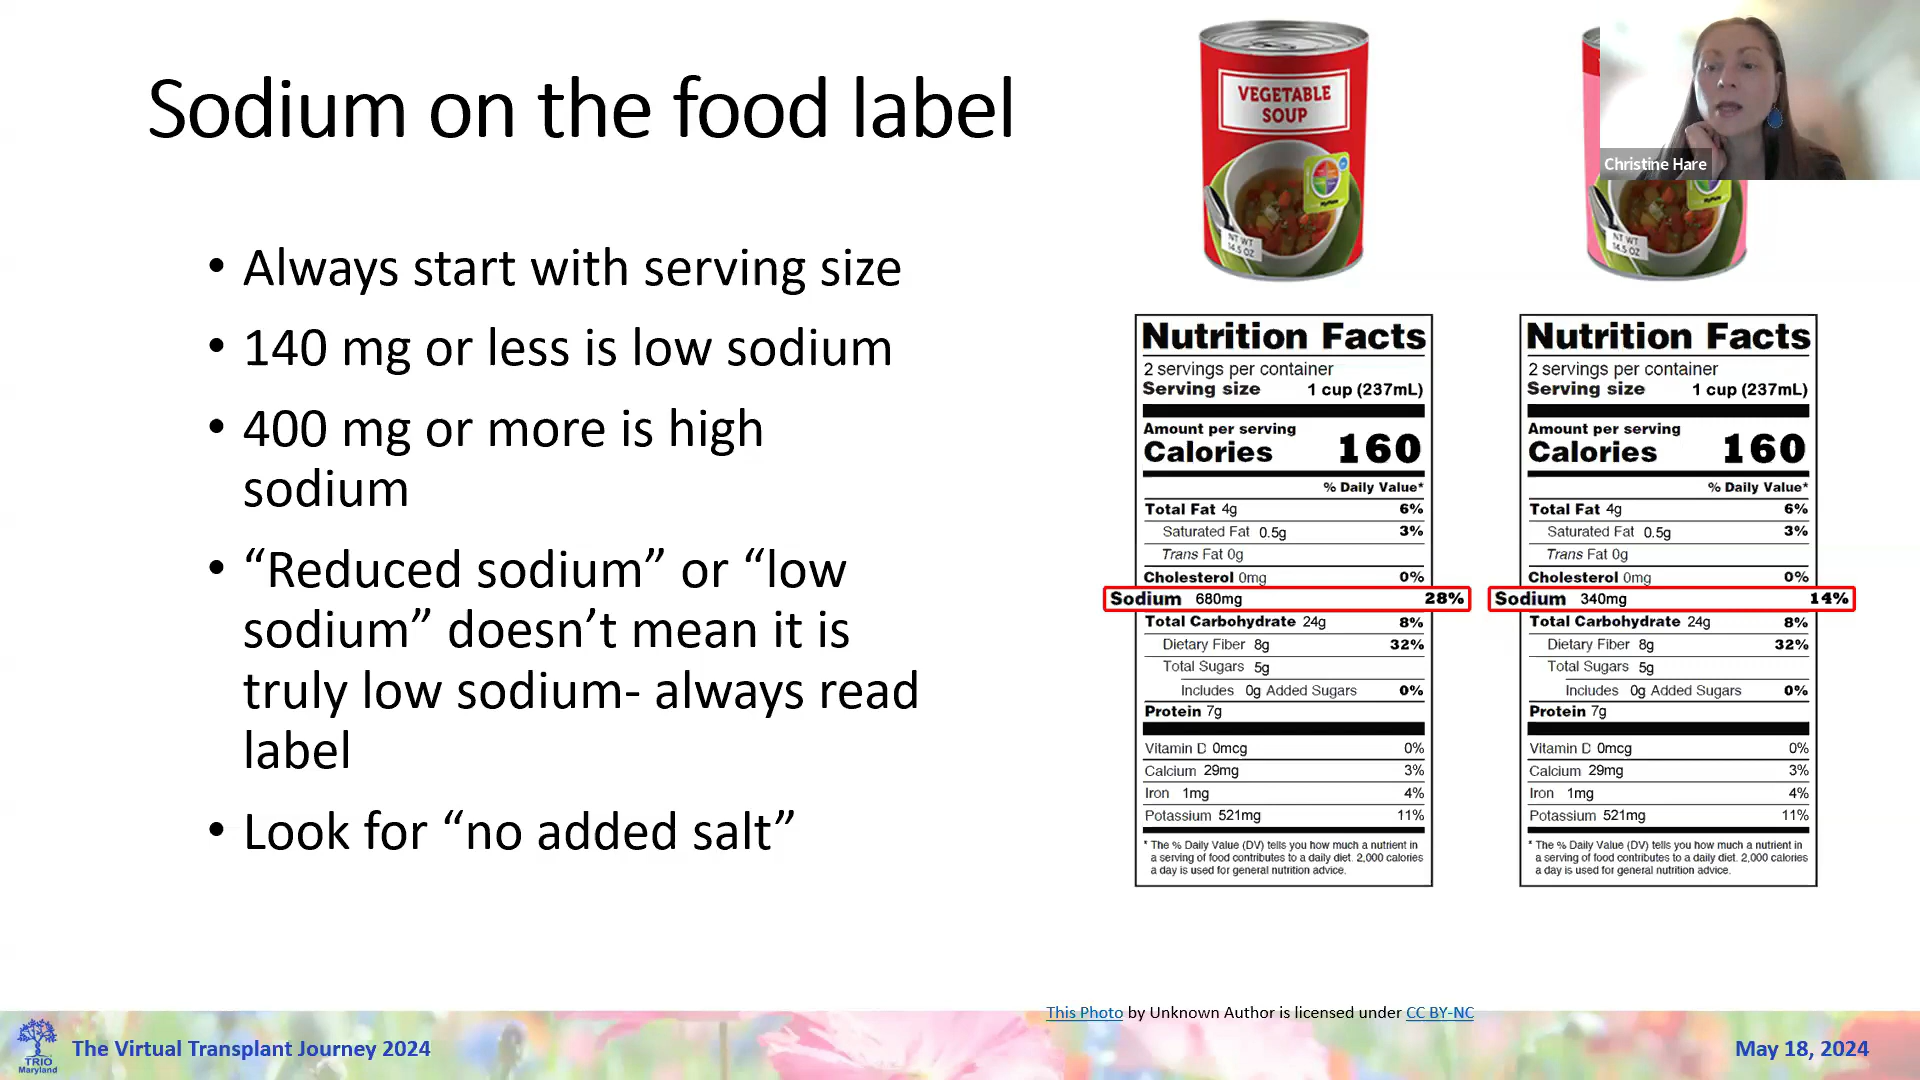 Sodium on the food label
• Always start with serving size
• 140 mg or less is low sodium
• 400 mg or more is high
sodium
• “Reduced sodium” or “low
sodium” doesn’t mean it is
truly low sodium- always read
label
• Look for “no added salt”
VEGETABLE
SOUP
MyPlate
NT WT
14.5 OZ
Christine Hare
NT WT
14.5 OZ
Nutrition Facts
2 servings per container
Serving size 1 cup (237mL)
Amount per serving
Calories 160
% Daily Value*
Total Fat 4g 6%
Saturated Fat 0.5g 3%
Trans Fat 0g
Cholesterol 0mg 0%
Sodium 680mg 28%
Total Carbohydrate 24g 8%
Dietary Fiber 8g 32%
Total Sugars 5g
Includes 0g Added Sugars 0%
Protein 7g
Vitamin D 0mcg 0%
Calcium 29mg 3%
Iron 1mg 4%
Potassium 521mg 11%
* The % Daily Value (DV) tells you how much a nutrient in
a serving of food contributes to a daily diet. 2,000 calories
a day is used for general nutrition advice.
Nutrition Facts
2 servings per container
Serving size 1 cup (237mL)
Amount per serving
Calories 160
% Daily Value*
Total Fat 4g 6%
Saturated Fat 0.5g 3%
Trans Fat 0g
Cholesterol 0mg 0%
Sodium 340mg 14%
Total Carbohydrate 24g 8%
Dietary Fiber 8g 32%
Total Sugars 5g
Includes 0g Added Sugars 0%
Protein 7g
Vitamin D 0mcg 0%
Calcium 29mg 3%
Iron 1mg 4%
Potassium 521mg 11%
* The % Daily Value (DV) tells you how much a nutrient in
a serving of food contributes to a daily diet. 2,000 calories
a day is used for general nutrition advice.
This Photo by Unknown Author is licensed under CC BY-NC
TRIO
Maryland
The Virtual Transplant Journey 2024
May 18, 2024